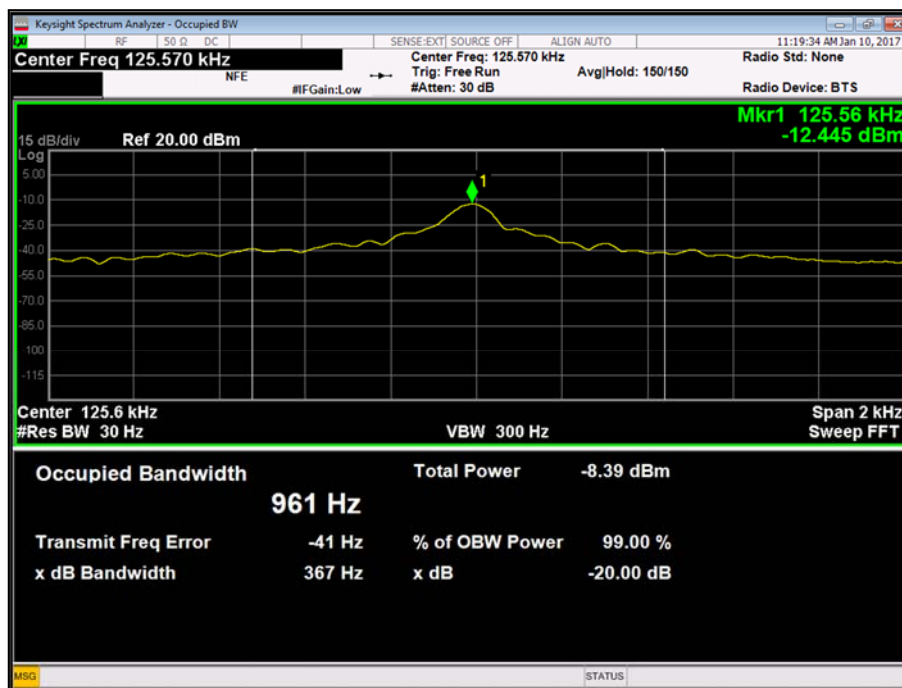 Keysight Spectrum Analyzer - Occupied BW
RF 50 Ω DC SENSE:EXT SOURCE OFF ALIGN AUTO 11:19:34 AM Jan 10, 2017
Center Freq 125.570 kHz Center Freq: 125.570 kHz Radio Std: None
NFE Trig: Free Run Avg|Hold: 150/150
#IFGain:Low #Atten: 30 dB Radio Device: BTS
Mkr1 125.56 kHz
15 dB/div Ref 20.00 dBm -12.445 dBm
Log
5.00
1
-10.0
-25.0
-40.0
-55.0
-70.0
-85.0
-100
-115
Center 125.6 kHz Span 2 kHz
#Res BW 30 Hz VBW 300 Hz Sweep FFT
Occupied Bandwidth Total Power -8.39 dBm
961 Hz
Transmit Freq Error -41 Hz % of OBW Power 99.00 %
x dB Bandwidth 367 Hz x dB -20.00 dB
MSG STATUS